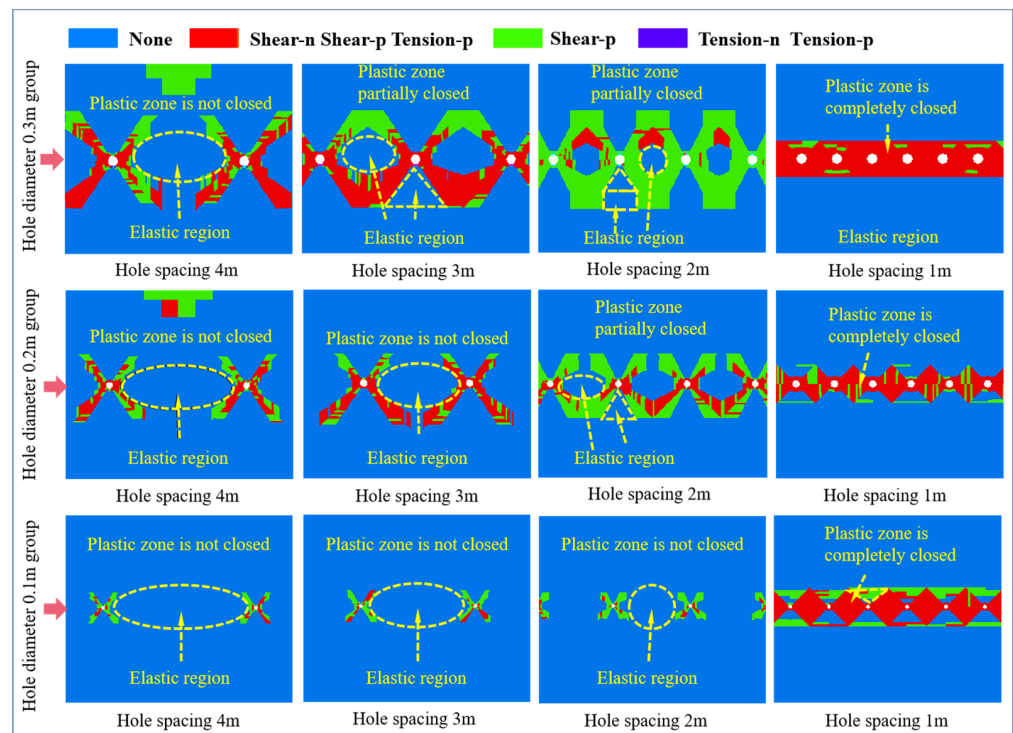 None
Shear-n Shear-p Tension-p
Shear-p
Tension-n Tension-p
Hole diameter 0.3m group
Plastic zone is not closed
Elastic region
Hole spacing 4m
Plastic zone
partially closed
Elastic region
Hole spacing 3m
Plastic zone
partially closed
Elastic region
Hole spacing 2m
Plastic zone is
completely closed
Elastic region
Hole spacing 1m
Hole diameter 0.2m group
Plastic zone is not closed
Elastic region
Hole spacing 4m
Plastic zone is not closed
Elastic region
Hole spacing 3m
Plastic zone
partially closed
Elastic region
Hole spacing 2m
Plastic zone is
completely closed
Hole spacing 1m
Hole diameter 0.1m group
Plastic zone is not closed
Elastic region
Hole spacing 4m
Plastic zone is not closed
Elastic region
Hole spacing 3m
Plastic zone is not closed
Elastic region
Hole spacing 2m
Plastic zone is
completely closed
Hole spacing 1m